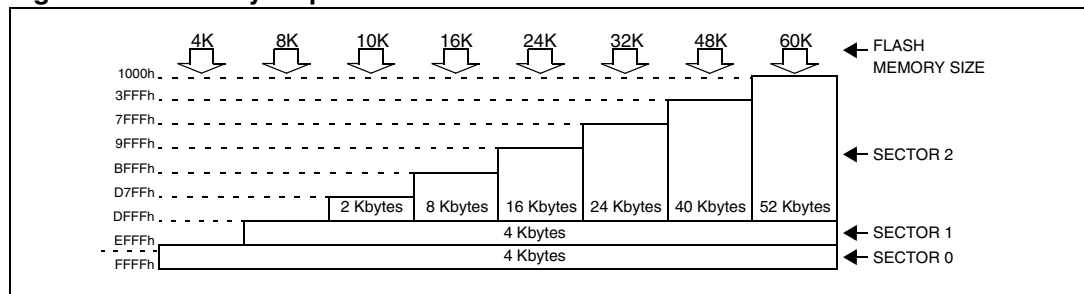 4K 8K 10K 16K 24K 32K 48K 60K
FLASH
MEMORY SIZE
1000h
3FFFh
7FFFh
9FFFh
BFFFh
D7FFh
DFFFh
EFFFh
FFFFh
2 Kbytes 8 Kbytes 16 Kbytes 24 Kbytes 40 Kbytes 52 Kbytes
4 Kbytes
4 Kbytes
SECTOR 2
SECTOR 1
SECTOR 0